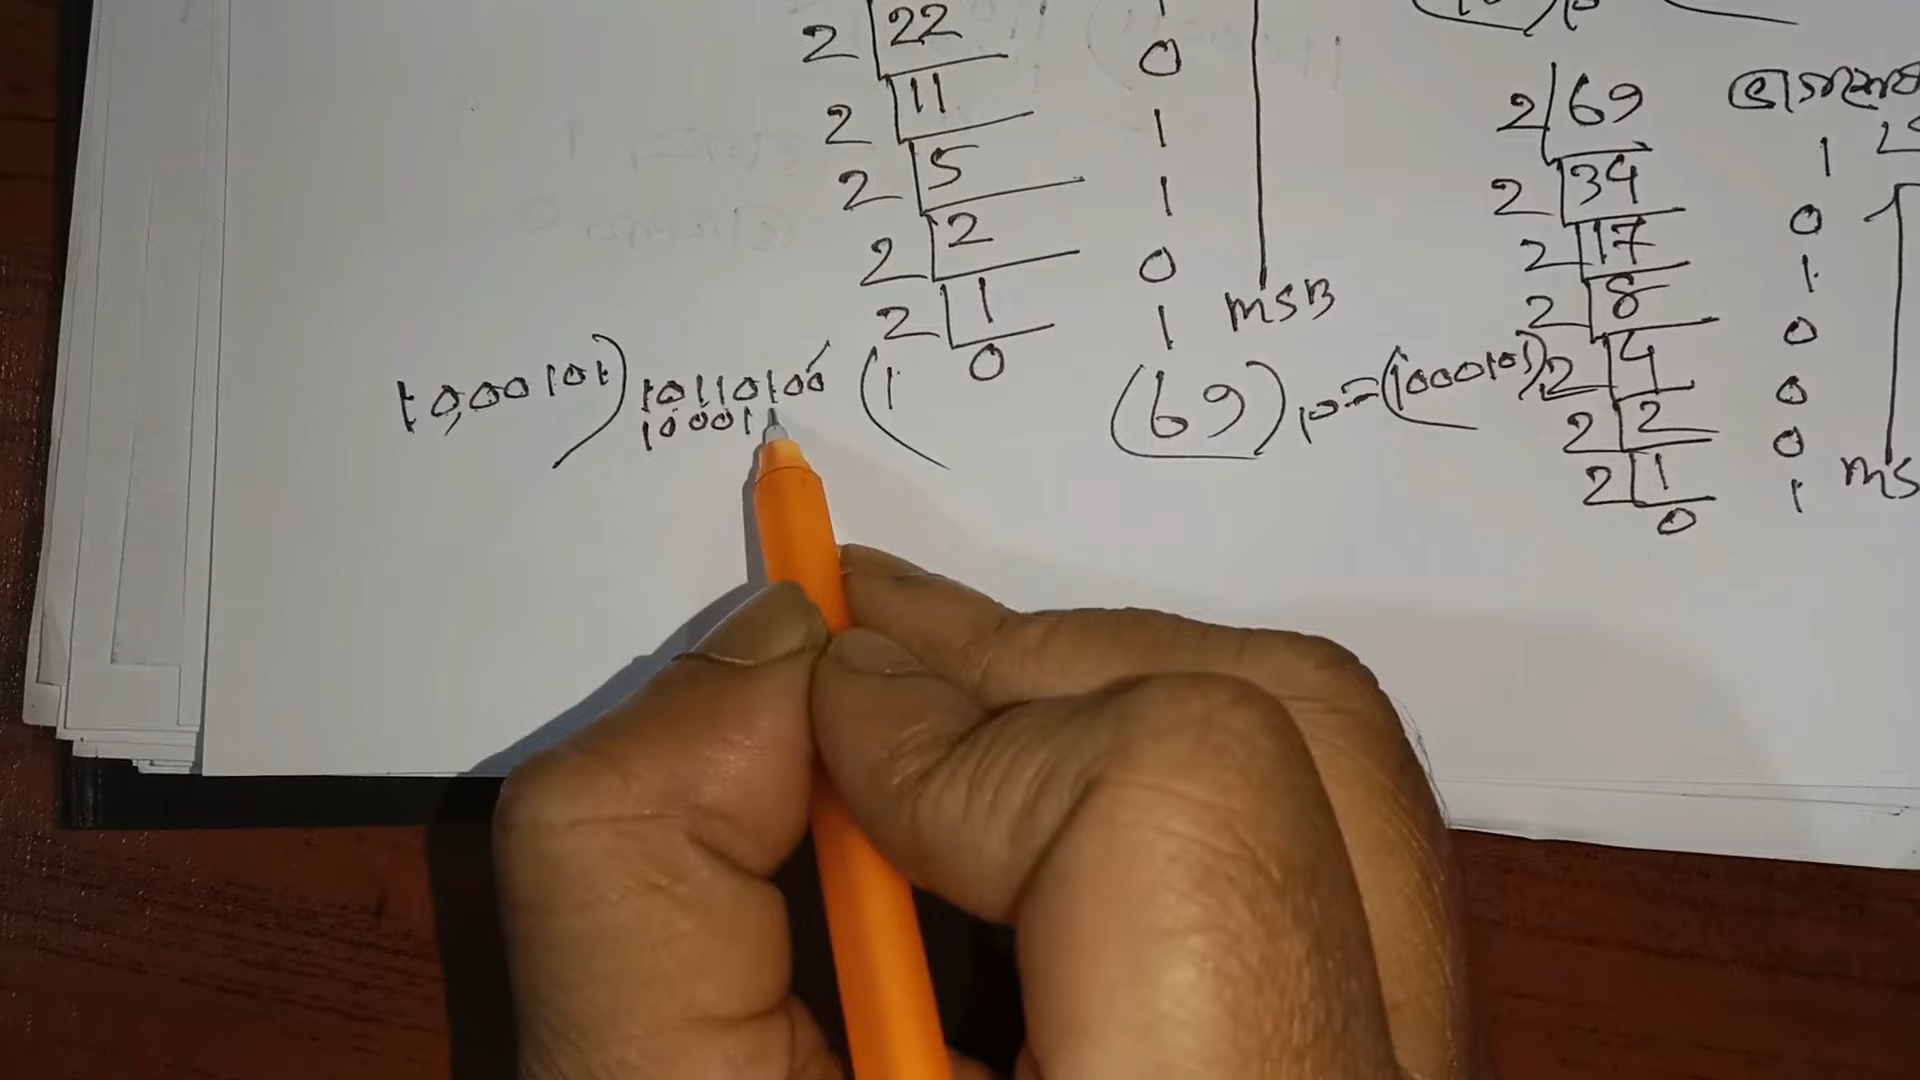 2 22 0
2 11 1
2 5 1
2 2 0
2 1 1 MSB
0
1000101) 10110100 (1
10001
2 69
1
2 34 0
2 17 1
2 8 0
2 4 0
2 2 0
2 1 1
0
(69)10=(1000101)2